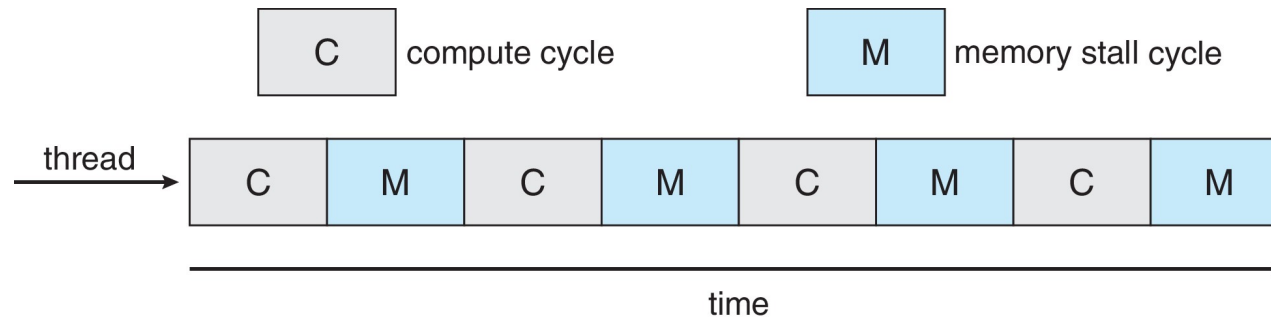 C compute cycle M memory stall cycle
thread
C M C M C M C M
time